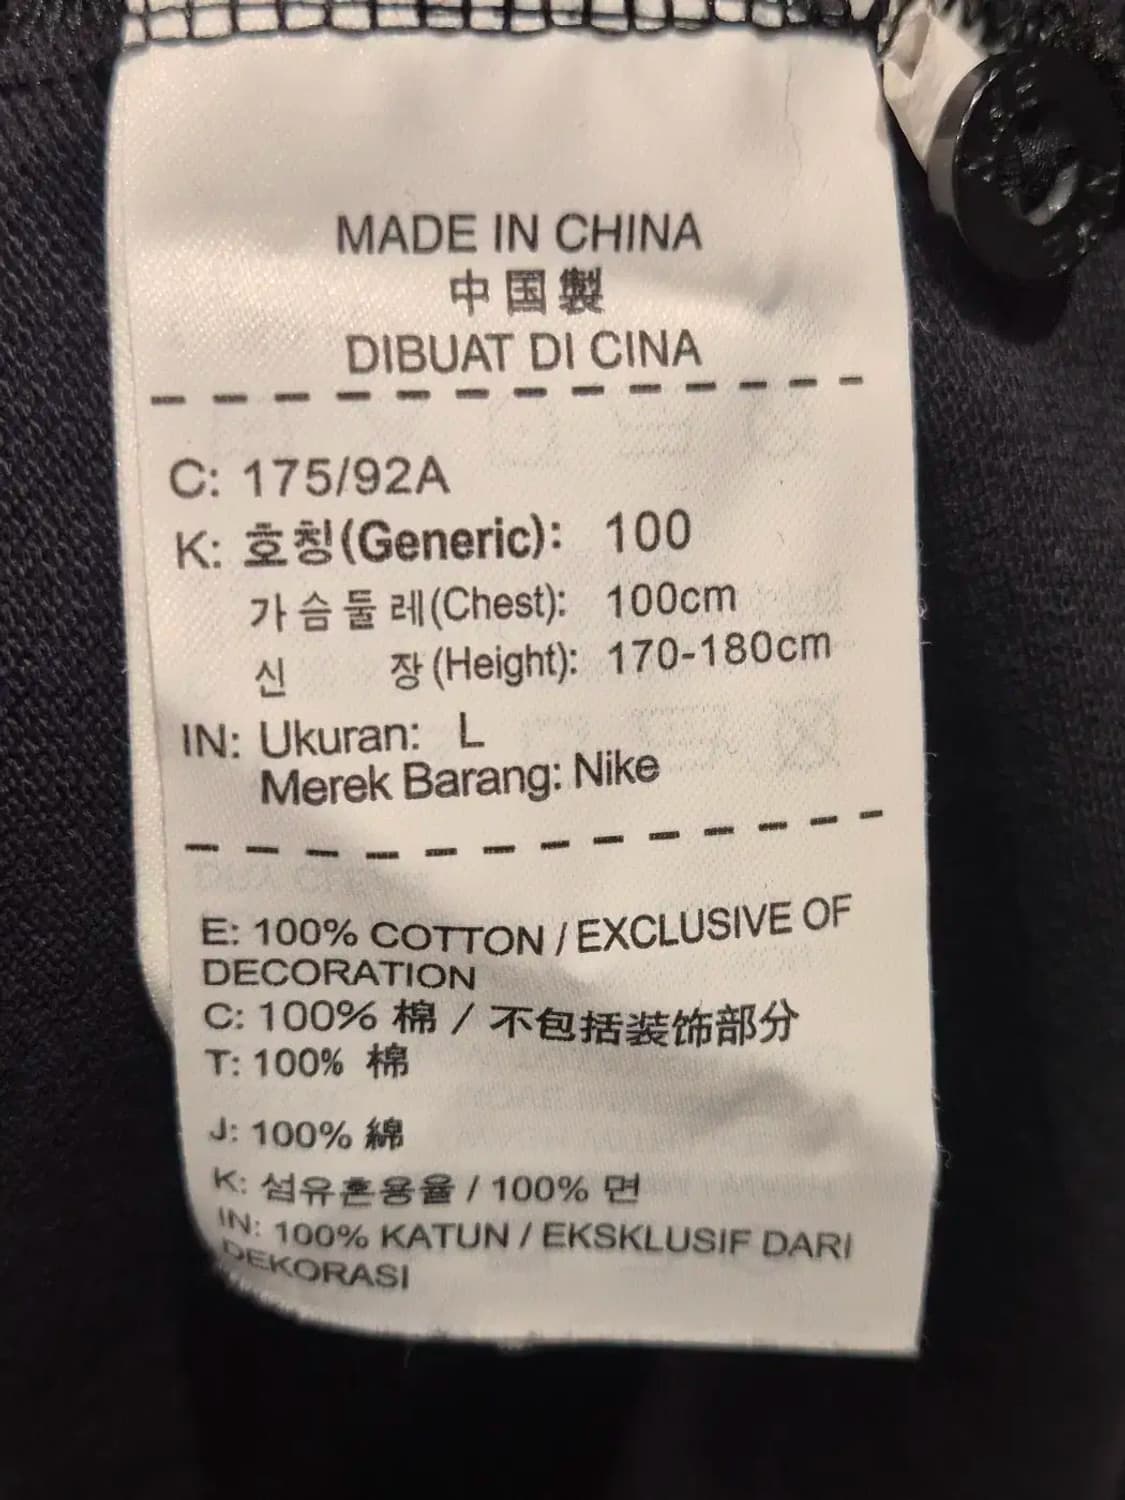 MADE IN CHINA
中国製
DIBUAT DI CINA
C: 175/92A
K: 호칭(Generic): 100
가슴둘레(Chest): 100cm
신 장(Height): 170-180cm
IN: Ukuran: L
Merek Barang: Nike
E: 100% COTTON / EXCLUSIVE OF
DECORATION
C: 100% 棉 / 不包括装饰部分
T: 100% 棉
J: 100% 綿
K: 섬유혼용율 / 100% 면
IN: 100% KATUN / EKSKLUSIF DARI
DEKORASI